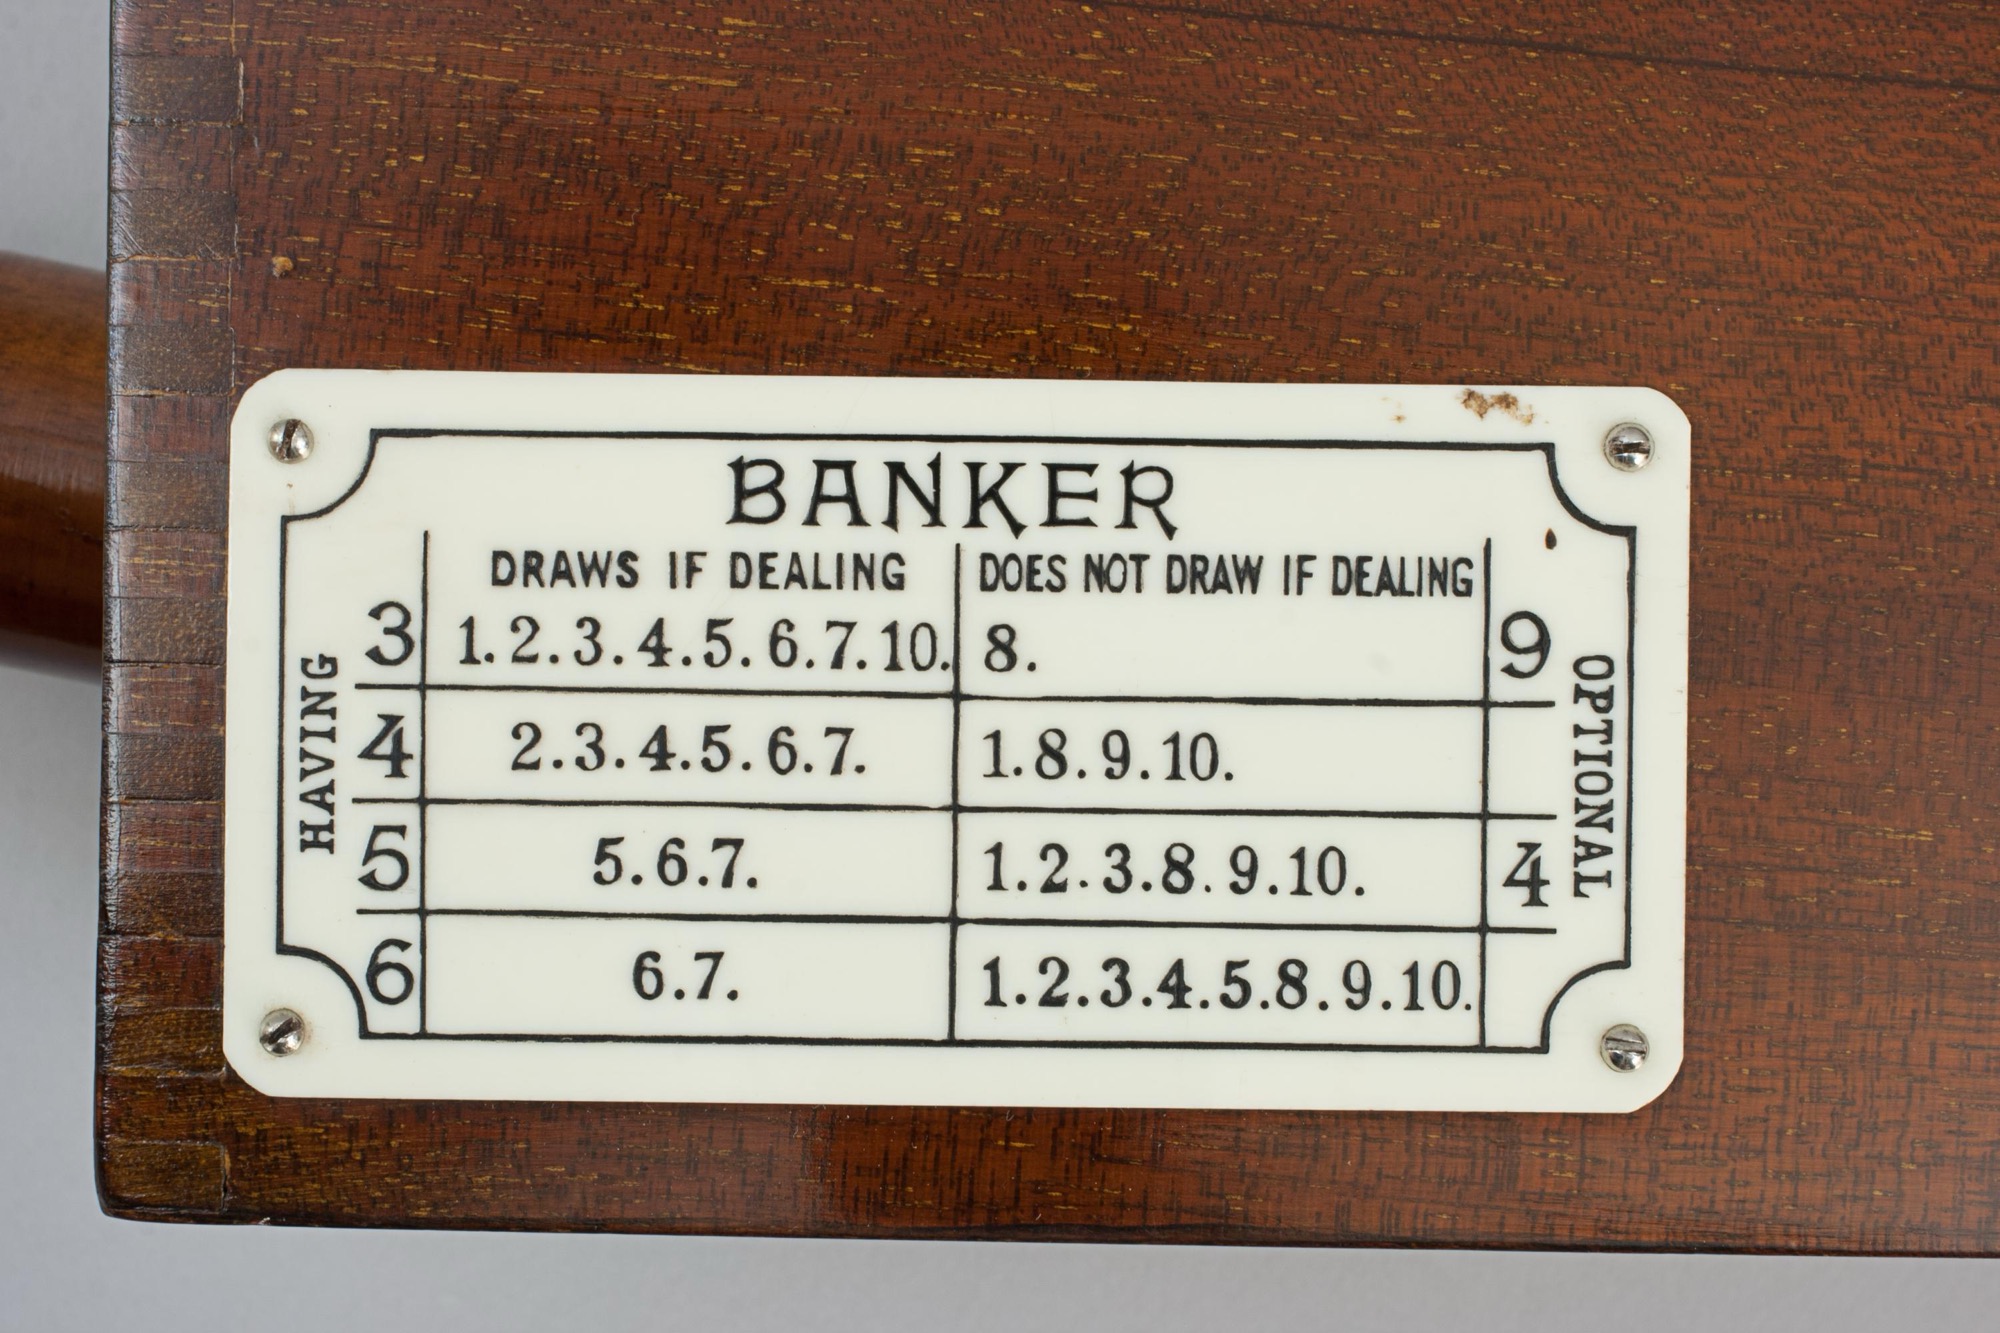 BANKER
HAVING
DRAWS IF DEALING DOES NOT DRAW IF DEALING
OPTIONAL
3 1.2.3.4.5.6.7.10. 8. 9
4 2.3.4.5.6.7. 1.8.9.10.
5 5.6.7. 1.2.3.8.9.10. 4
6 6.7. 1.2.3.4.5.8.9.10.